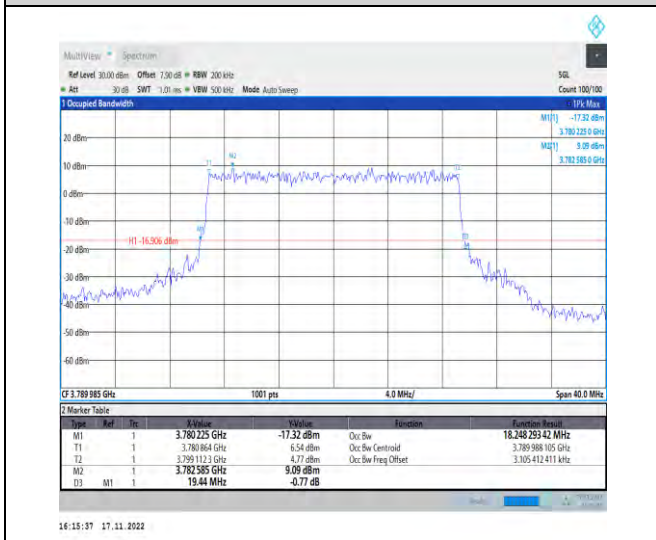 MultiView Spectrum
Ref Level 30.00 dBm Offset 7.90 dB RBW 200 kHz SGL
Att 30 dB SWT 1.01 ms VBW 500 kHz Mode Auto Sweep Count 100/100
1 Occupied Bandwidth 1Pk Max
M1[1] -17.32 dBm
3.780 225 0 GHz
M2[1] 9.09 dBm
3.782 585 0 GHz
20 dBm
M2
T1
T2
10 dBm
0 dBm
-10 dBm
M1
H1 -16.906 dBm
D3
-20 dBm
-30 dBm
-40 dBm
-50 dBm
-60 dBm
CF 3.789 985 GHz 1001 pts 4.0 MHz/ Span 40.0 MHz
2 Marker Table
Type Ref Trc X-Value Y-Value Function Function Result
M1 1 3.780 225 GHz -17.32 dBm Occ Bw 18.248 293 42 MHz
T1 1 3.780 864 GHz 6.54 dBm Occ Bw Centroid 3.789 988 105 GHz
T2 1 3.799 112 3 GHz 4.77 dBm Occ Bw Freq Offset 3.105 412 411 kHz
M2 1 3.782 585 GHz 9.09 dBm
D3 M1 1 19.44 MHz -0.77 dB
16:15:37 17.11.2022